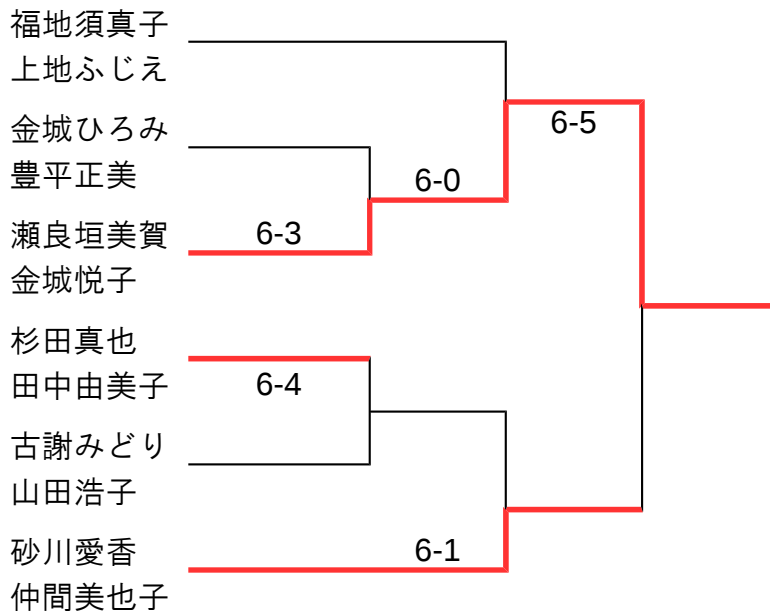 福地須真子
上地ふじえ
6-5
金城ひろみ
豊平正美
6-0
瀬良垣美賀
6-3
金城悦子
杉田真也
田中由美子
6-4
古謝みどり
山田浩子
砂川愛香
6-1
仲間美也子